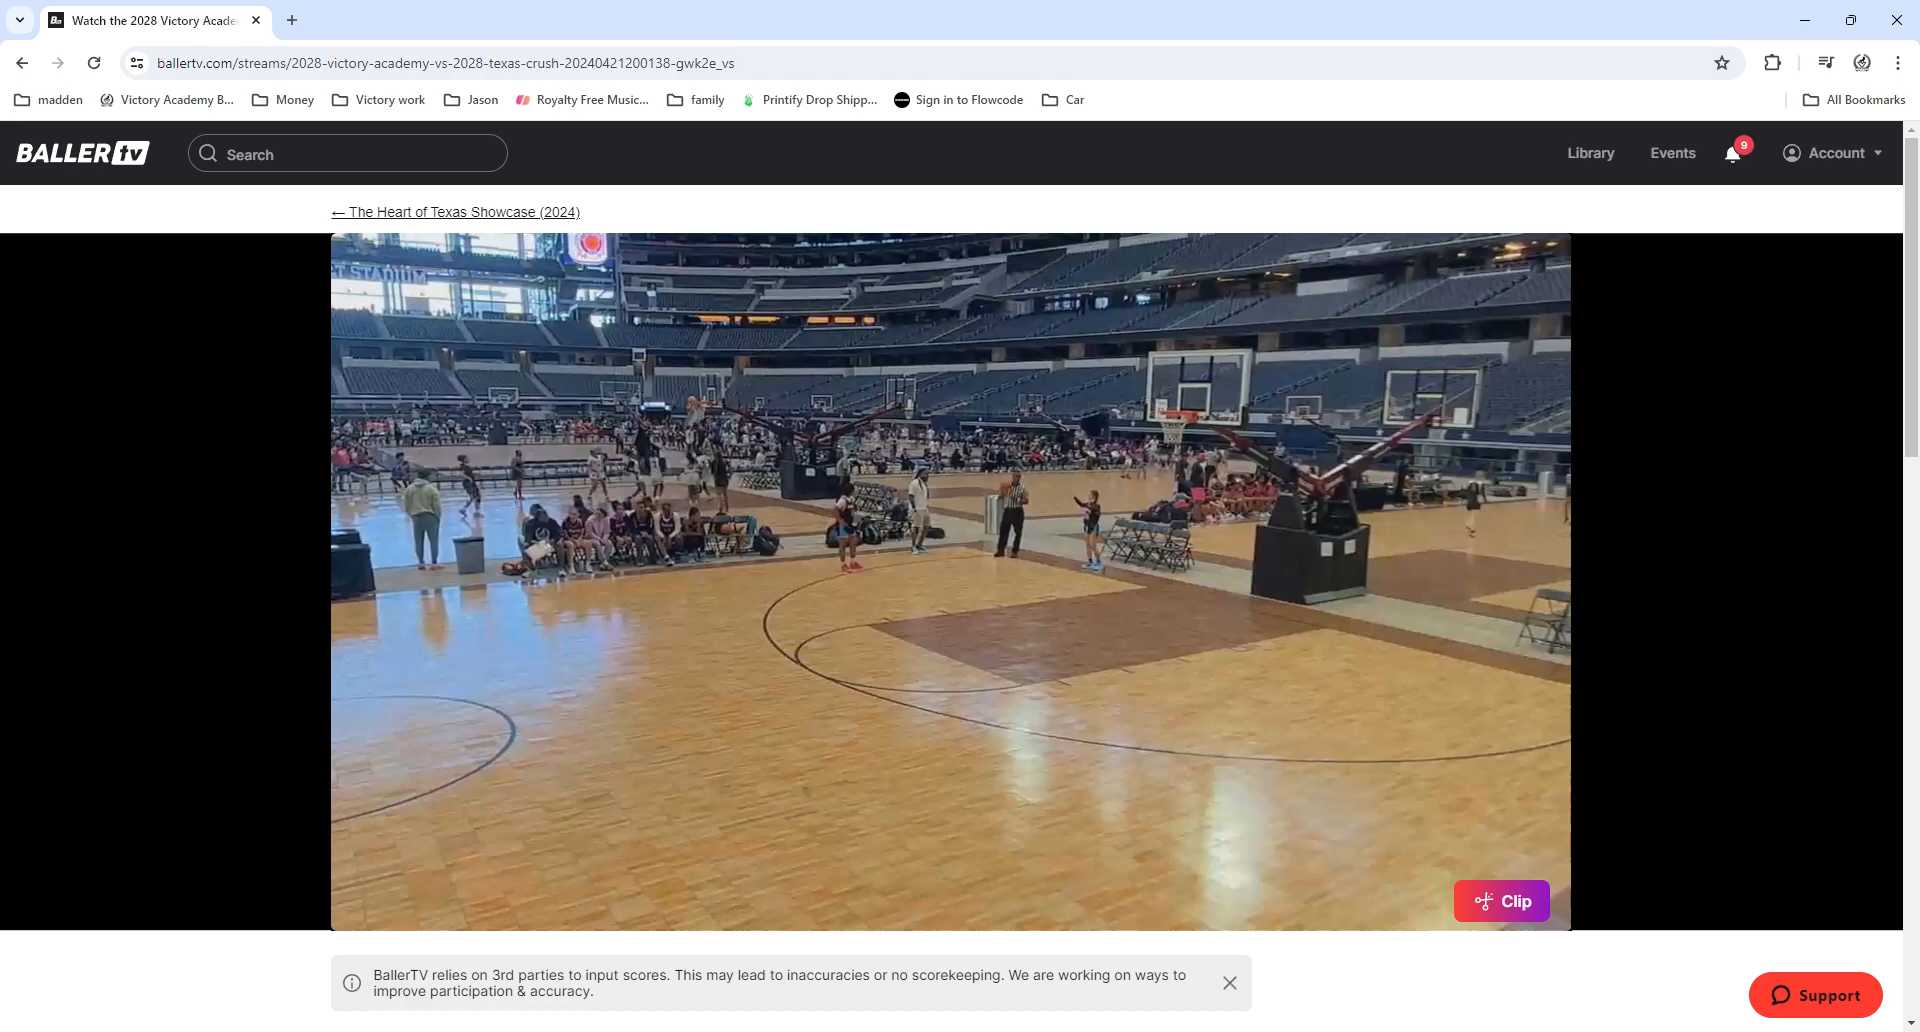 Watch the 2028 Victory Acade
ballertv.com/streams/2028-victory-academy-vs-2028-texas-crush-20240421200138-gwk2e_vs
madden
Victory Academy B...
Money
Victory work
Jason
Royalty Free Music...
family
Printify Drop Shipp...
Sign in to Flowcode
Car
All Bookmarks
BALLER tv
Search
Library
Events
9
Account
← The Heart of Texas Showcase (2024)
STADIUM
Clip
BallerTV relies on 3rd parties to input scores. This may lead to inaccuracies or no scorekeeping. We are working on ways to
improve participation & accuracy.
Support